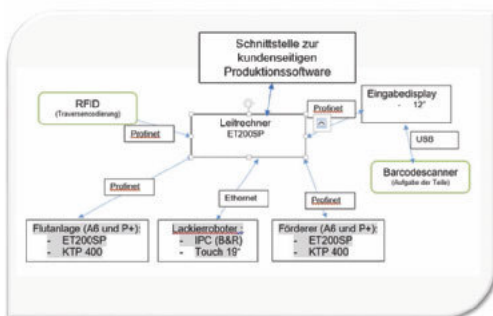 Schnittstelle zur
kundenseitigen
Produktionssoftware
RFID
(Traversencodierung)
Profinet
Leitrechner
ET200SP
Profinet
Eingabedisplay
- 12"
USB
Barcodescanner
(Aufgabe der Teile)
Profinet
Ethernet
Profinet
Flutanlage (A6 und P+):
- ET200SP
- KTP 400
Lackierroboter :
- IPC (B&R)
- Touch 19"
Förderer (A6 und P+):
- ET200SP
- KTP 400